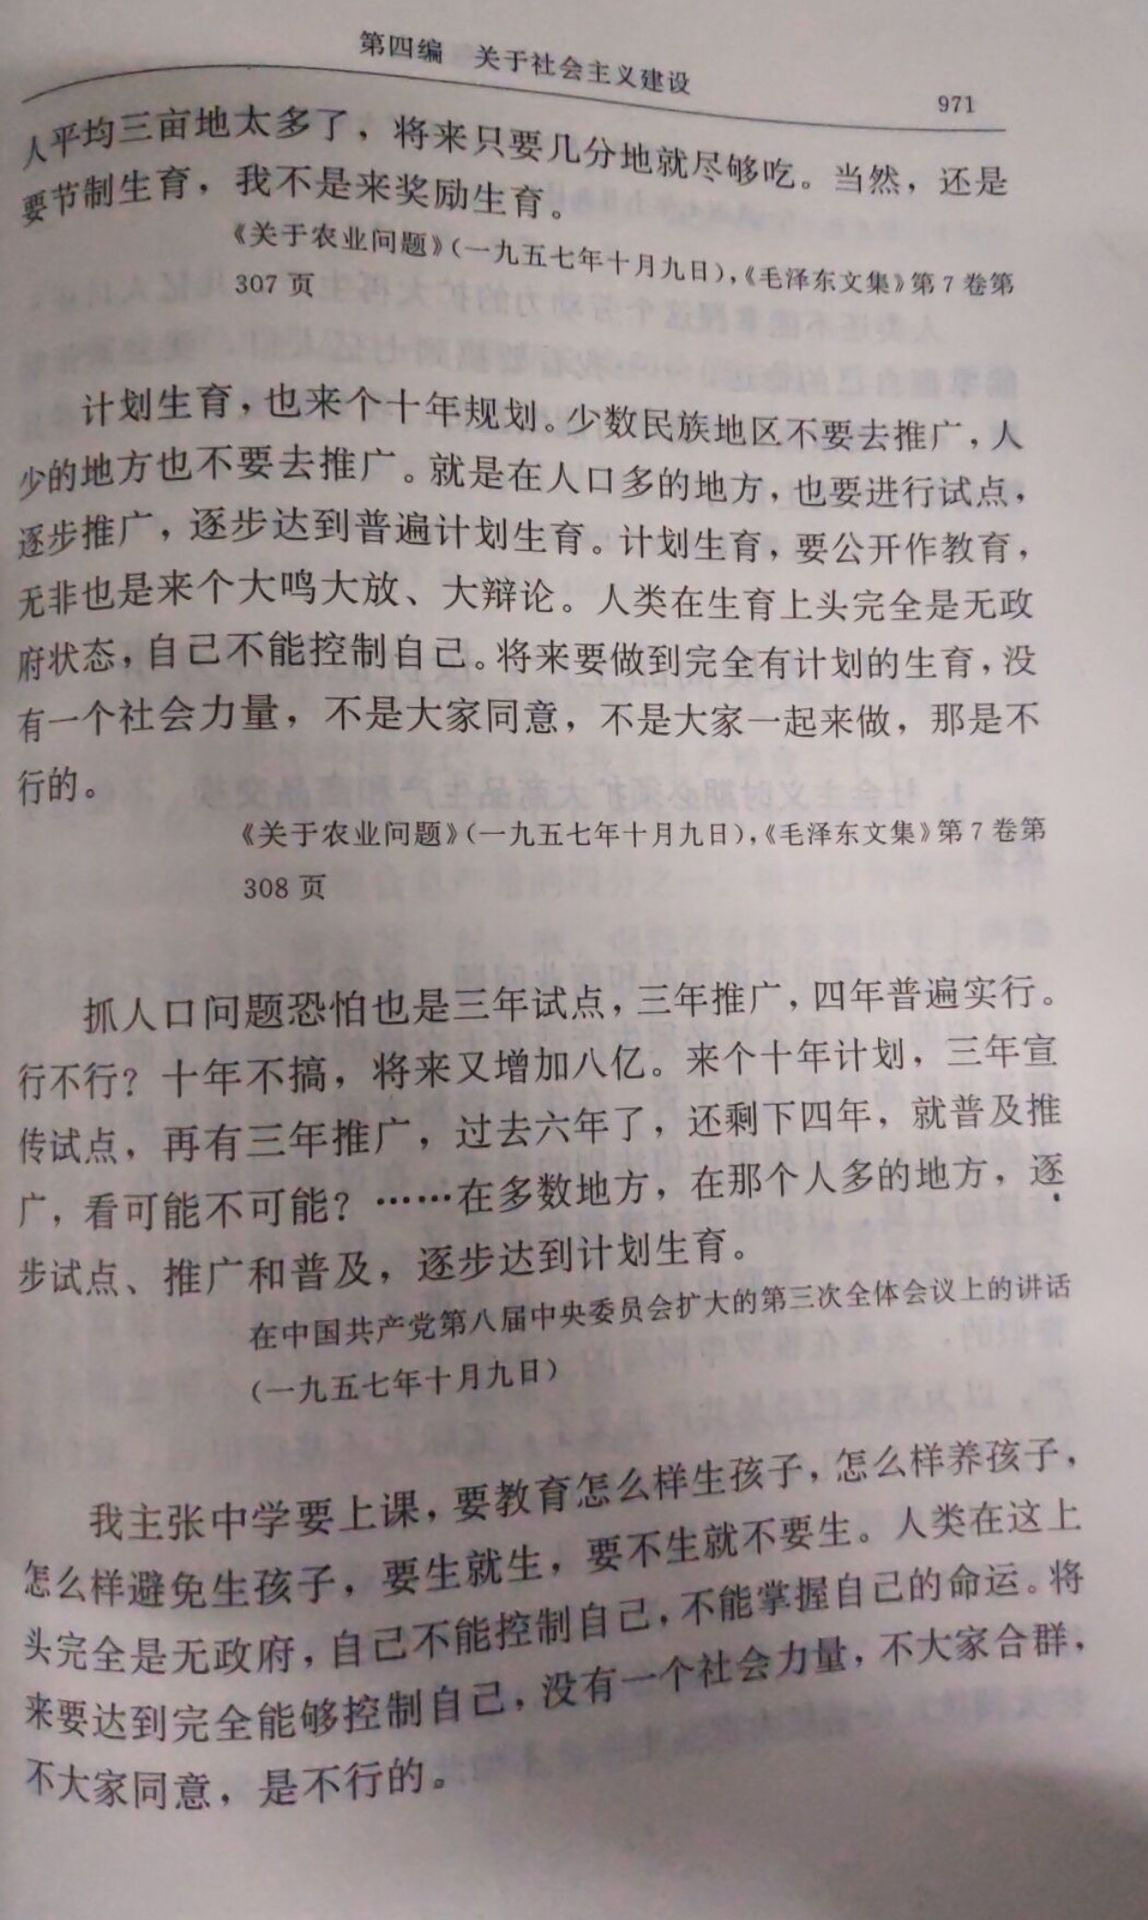 第四编 关于社会主义建设
971
人平均三亩地太多了，将来只要几分地就尽够吃。当然，还是
要节制生育，我不是来奖励生育。
《关于农业问题》(一九五七年十月九日)，《毛泽东文集》第7卷第
307页
计划生育，也来个十年规划。少数民族地区不要去推广，人
少的地方也不要去推广。就是在人口多的地方，也要进行试点，
逐步推广，逐步达到普遍计划生育。计划生育，要公开作教育，
无非也是来个大鸣大放、大辩论。人类在生育上头完全是无政
府状态，自己不能控制自己。将来要做到完全有计划的生育，没
有一个社会力量，不是大家同意，不是大家一起来做，那是不
行的。
《关于农业问题》(一九五七年十月九日)，《毛泽东文集》第7卷第
308页
抓人口问题恐怕也是三年试点，三年推广，四年普遍实行。
行不行？十年不搞，将来又增加八亿。来个十年计划，三年宣
传试点，再有三年推广，过去六年了，还剩下四年，就普及推
广，看可能不可能？……在多数地方，在那个人多的地方，逐
步试点、推广和普及，逐步达到计划生育。
在中国共产党第八届中央委员会扩大的第三次全体会议上的讲话
(一九五七年十月九日)
我主张中学要上课，要教育怎么样生孩子，怎么样养孩子，
怎么样避免生孩子，要生就生，要不生就不要生。人类在这上
头完全是无政府，自己不能控制自己，不能掌握自己的命运。将
来要达到完全能够控制自己，没有一个社会力量，不大家合群，
不大家同意，是不行的。